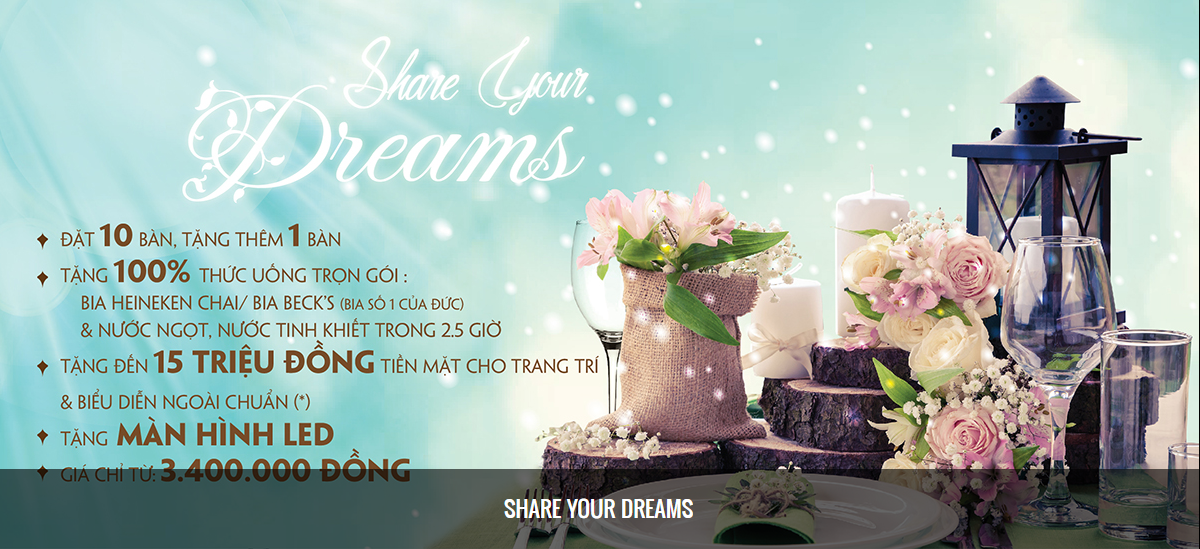 Share Your
Dreams
ĐẶT 10 BÀN, TẶNG THÊM 1 BÀN
TẶNG 100% THỨC UỐNG TRỌN GÓI :
BIA HEINEKEN CHAI/ BIA BECK'S (BIA SỐ 1 CỦA ĐỨC)
& NƯỚC NGỌT, NƯỚC TINH KHIẾT TRONG 2.5 GIỜ
TẶNG ĐẾN 15 TRIỆU ĐỒNG TIỀN MẶT CHO TRANG TRÍ
& BIỂU DIỄN NGOÀI CHUẨN (*)
TẶNG MÀN HÌNH LED
GIÁ CHỈ TỪ: 3.400.000 ĐỒNG
SHARE YOUR DREAMS